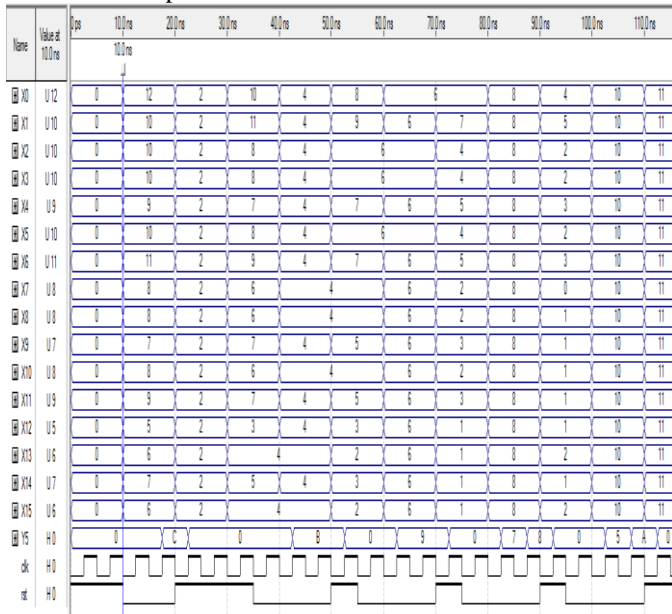 Name Value at 10.0 ns 0 ps 10.0 ns 20.0 ns 30.0 ns 40.0 ns 50.0 ns 60.0 ns 70.0 ns 80.0 ns 90.0 ns 100.0 ns 110.0 ns
10.0 ns
X0 U 12 0 12 2 10 4 8 6 8 4 10 11
X1 U 10 0 10 2 11 4 9 6 7 8 5 10 11
X2 U 10 0 10 2 8 4 6 4 8 2 10 11
X3 U 10 0 10 2 8 4 6 4 8 2 10 11
X4 U 9 0 9 2 7 4 7 6 5 8 3 10 11
X5 U 10 0 10 2 8 4 6 4 8 2 10 11
X6 U 11 0 11 2 9 4 7 6 5 8 3 10 11
X7 U 8 0 8 2 6 4 6 2 8 0 10 11
X8 U 8 0 8 2 6 4 6 2 8 1 10 11
X9 U 7 0 7 2 7 4 5 6 3 8 1 10 11
X10 U 8 0 8 2 6 4 6 2 8 1 10 11
X11 U 9 0 9 2 7 4 5 6 3 8 1 10 11
X12 U 5 0 5 2 3 4 3 6 8 1 10 11
X13 U 6 0 6 2 4 2 6 8 2 10 11
X14 U 7 0 7 2 5 4 3 6 8 1 10 11
X15 U 6 0 6 2 4 2 6 1 8 2 10 11
Y5 H 0 0 C 0 B 0 9 0 7 8 0 5 A 0
clk H 0
rst H 0